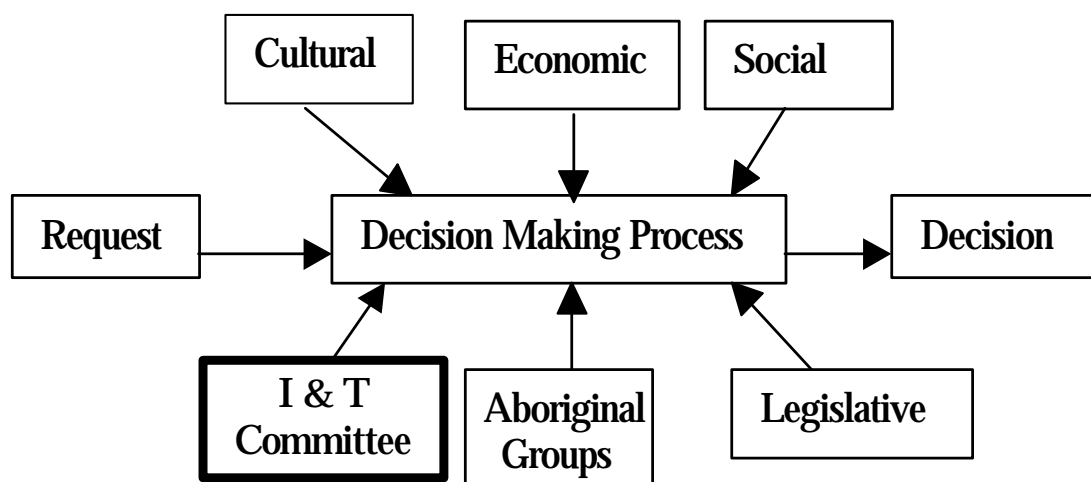 Cultural
Economic
Social
Request
Decision Making Process
Decision
I & T
Committee
Aboriginal
Groups
Legislative